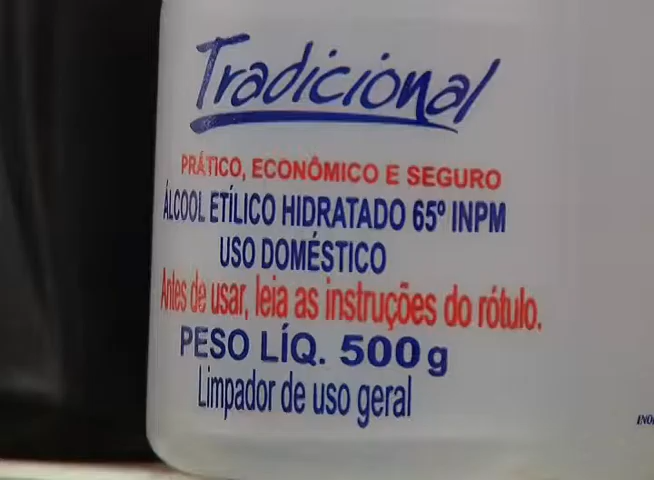 Tradicional
PRÁTICO, ECONÔMICO E SEGURO
ÁLCOOL ETÍLICO HIDRATADO 65º INPM
USO DOMÉSTICO
Antes de usar, leia as instruções do rótulo.
PESO LÍQ. 500g
Limpador de uso geral